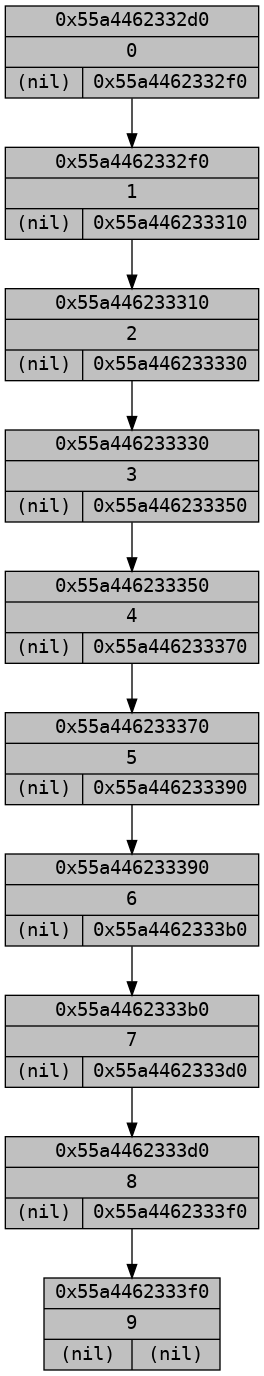 0x55a4462332d0
0
(nil) 0x55a4462332f0
0x55a4462332f0
1
(nil) 0x55a446233310
0x55a446233310
2
(nil) 0x55a446233330
0x55a446233330
3
(nil) 0x55a446233350
0x55a446233350
4
(nil) 0x55a446233370
0x55a446233370
5
(nil) 0x55a446233390
0x55a446233390
6
(nil) 0x55a4462333b0
0x55a4462333b0
7
(nil) 0x55a4462333d0
0x55a4462333d0
8
(nil) 0x55a4462333f0
0x55a4462333f0
9
(nil) (nil)